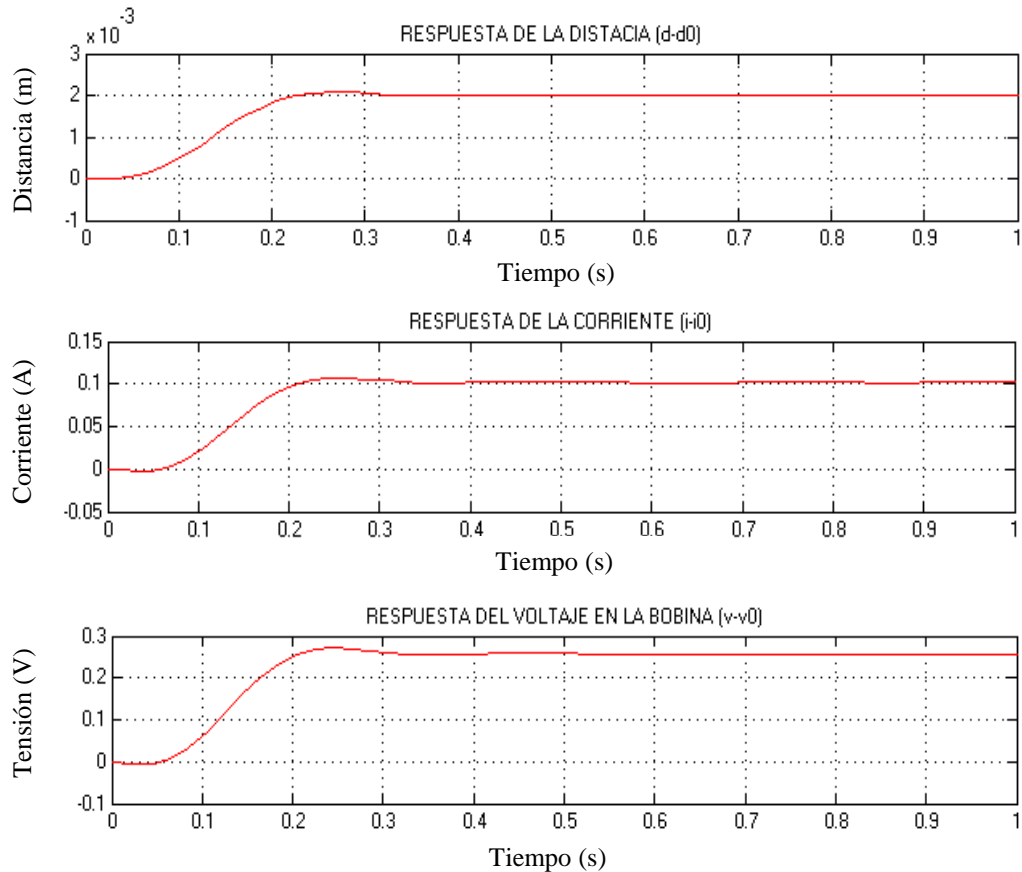 x 10-3
RESPUESTA DE LA DISTACIA (d-d0)
Distancia (m)
3
2
1
0
-1
0 0.1 0.2 0.3 0.4 0.5 0.6 0.7 0.8 0.9 1
Tiempo (s)
RESPUESTA DE LA CORRIENTE (i-i0)
Corriente (A)
0.15
0.1
0.05
0
-0.05
0 0.1 0.2 0.3 0.4 0.5 0.6 0.7 0.8 0.9 1
Tiempo (s)
RESPUESTA DEL VOLTAJE EN LA BOBINA (v-v0)
Tensión (V)
0.3
0.2
0.1
0
-0.1
0 0.1 0.2 0.3 0.4 0.5 0.6 0.7 0.8 0.9 1
Tiempo (s)